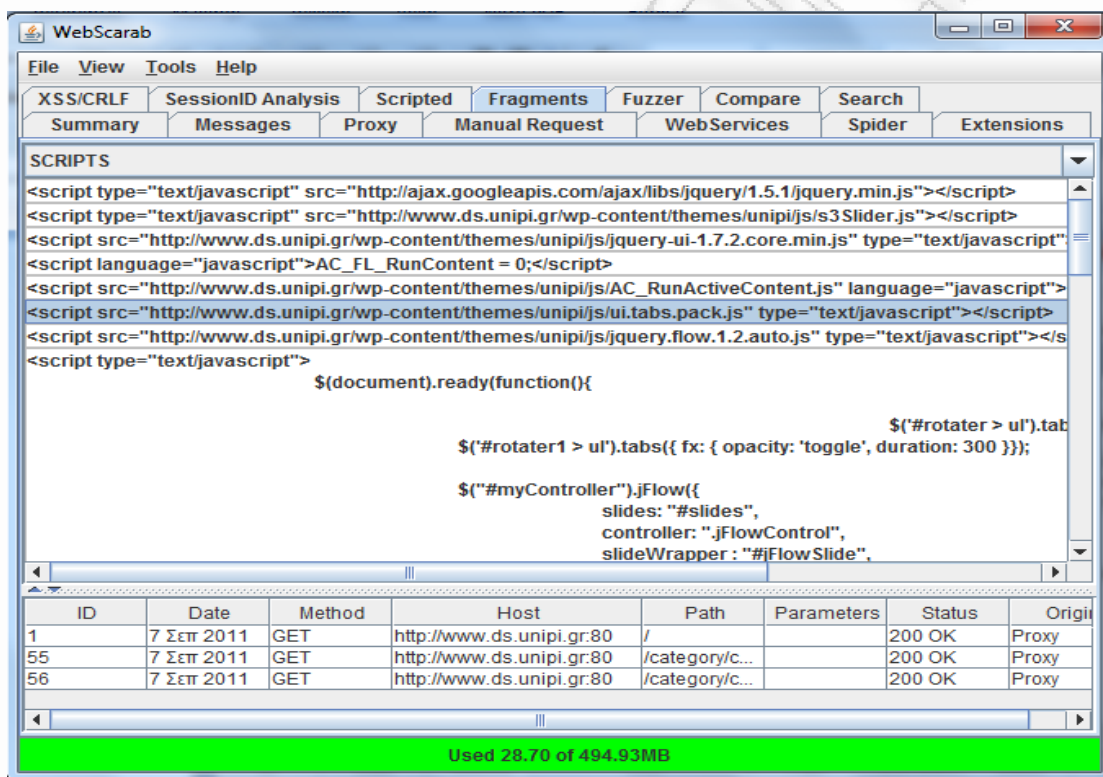 WebScarab
File View Tools Help
XSS/CRLF SessionID Analysis Scripted Fragments Fuzzer Compare Search
Summary Messages Proxy Manual Request WebServices Spider Extensions
SCRIPTS
<script type="text/javascript" src="http://ajax.googleapis.com/ajax/libs/jquery/1.5.1/jquery.min.js"></script>
<script type="text/javascript" src="http://www.ds.unipi.gr/wp-content/themes/unipi/js/s3Slider.js"></script>
<script src="http://www.ds.unipi.gr/wp-content/themes/unipi/js/jquery-ui-1.7.2.core.min.js" type="text/javascript"
<script language="javascript">AC_FL_RunContent = 0;</script>
<script src="http://www.ds.unipi.gr/wp-content/themes/unipi/js/AC_RunActiveContent.js" language="javascript">
<script src="http://www.ds.unipi.gr/wp-content/themes/unipi/js/ui.tabs.pack.js" type="text/javascript"></script>
<script src="http://www.ds.unipi.gr/wp-content/themes/unipi/js/jquery.flow.1.2.auto.js" type="text/javascript"></s
<script type="text/javascript">
$(document).ready(function(){
$('#rotater > ul').tab
$('#rotater1 > ul').tabs({ fx: { opacity: 'toggle', duration: 300 }});
$("#myController").jFlow({
slides: "#slides",
controller: ".jFlowControl",
slideWrapper : "#jFlowSlide",
ID Date Method Host Path Parameters Status Origin
1 7 Σεπ 2011 GET http://www.ds.unipi.gr:80 / 200 OK Proxy
55 7 Σεπ 2011 GET http://www.ds.unipi.gr:80 /category/c... 200 OK Proxy
56 7 Σεπ 2011 GET http://www.ds.unipi.gr:80 /category/c... 200 OK Proxy
Used 28.70 of 494.93MB